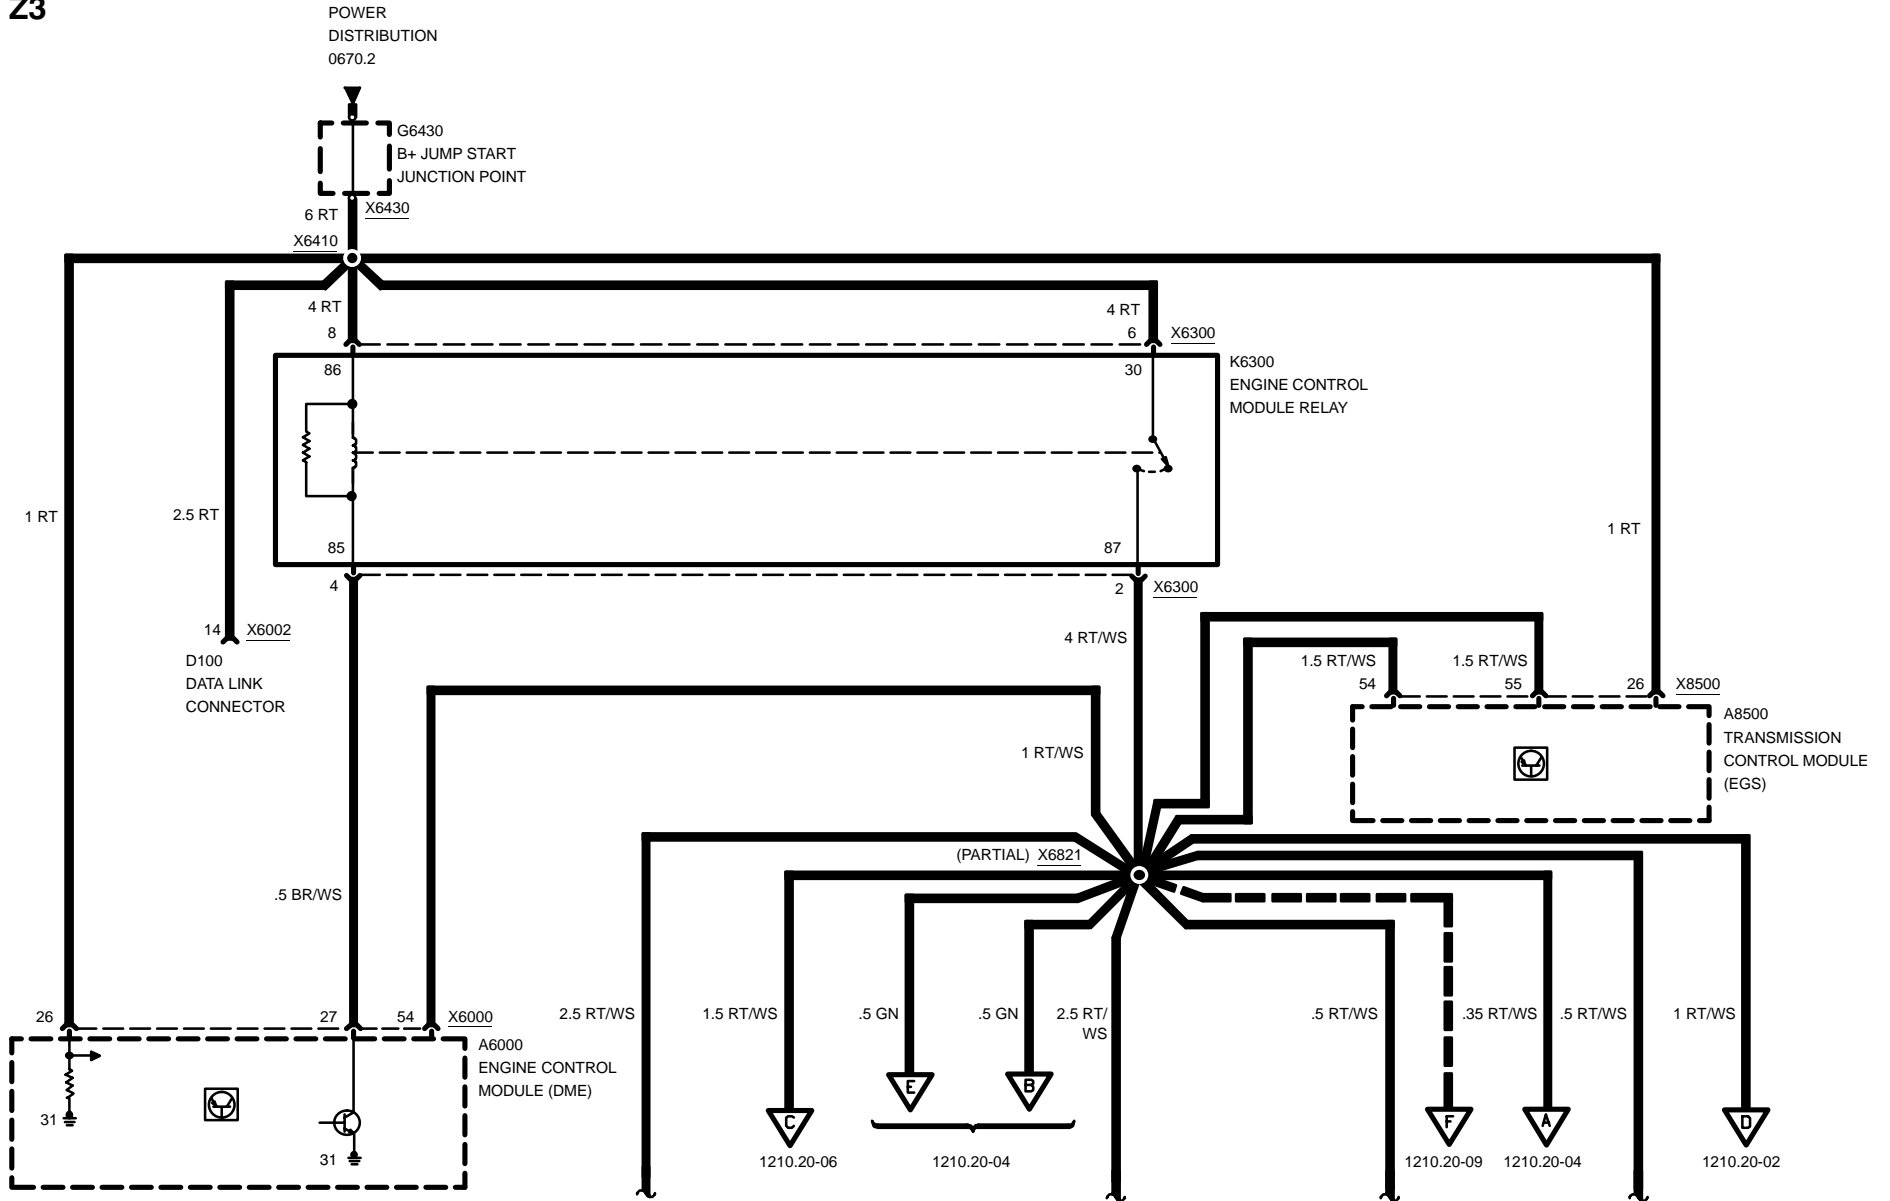 Z3
POWER
DISTRIBUTION
0670.2
G6430
B+ JUMP START
JUNCTION POINT
6 RT
X6430
X6410
4 RT
4 RT
8
6
X6300
86
30
K6300
ENGINE CONTROL
MODULE RELAY
1 RT
2.5 RT
1 RT
85
87
4
2
X6300
14
X6002
D100
DATA LINK
CONNECTOR
4 RT/WS
1.5 RT/WS
1.5 RT/WS
54
55
26
X8500
A8500
TRANSMISSION
CONTROL MODULE
(EGS)
1 RT/WS
(PARTIAL) X6821
.5 BR/WS
26
27
54
X6000
2.5 RT/WS
1.5 RT/WS
.5 GN
.5 GN
2.5 RT/
WS
.5 RT/WS
.35 RT/WS
.5 RT/WS
1 RT/WS
A6000
ENGINE CONTROL
MODULE (DME)
31
31
E
B
C
F
A
D
1210.20-06
1210.20-04
1210.20-09
1210.20-04
1210.20-02